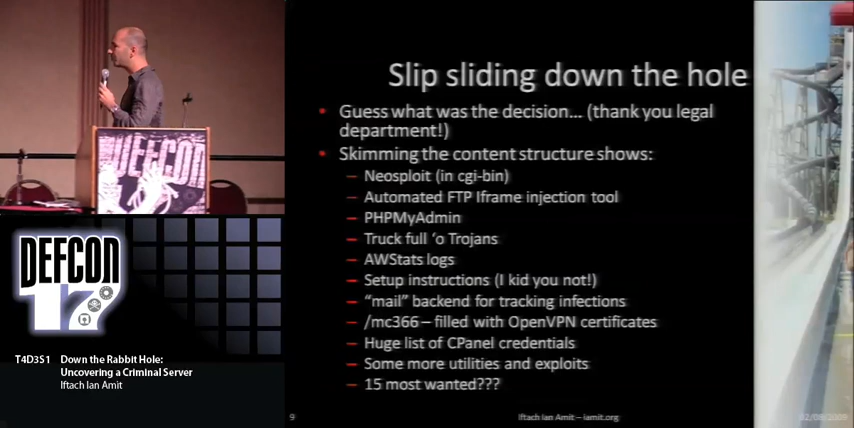 Slip sliding down the hole
• Guess what was the decision... (thank you legal
department!)
• Skimming the content structure shows:
– Neosploit (in cgi-bin)
– Automated FTP Iframe injection tool
– PHPMyAdmin
– Truck full ‘o Trojans
– AWStats logs
– Setup instructions (I kid you not!)
– “mail” backend for tracking infections
– /mc366 – filled with OpenVPN certificates
– Huge list of CPanel credentials
– Some more utilities and exploits
– 15 most wanted???
9
Iftach Ian Amit – iamit.org
02/08/2009
DEFCON
DEFCON
17
T4D3S1 Down the Rabbit Hole:
Uncovering a Criminal Server
Iftach Ian Amit